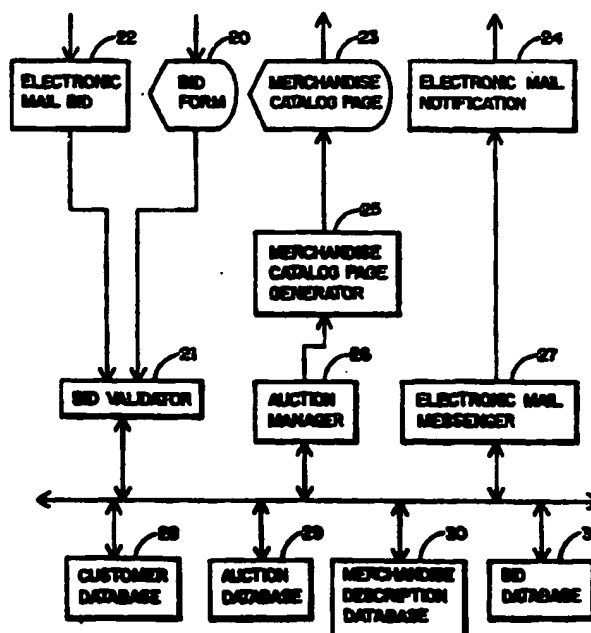 22
20
23
24
ELECTRONIC
MAIL BID
BID
FORM
MERCHANDISE
CATALOG PAGE
ELECTRONIC MAIL
NOTIFICATION
25
MERCHANDISE
CATALOG PAGE
GENERATOR
21
26
27
BID VALIDATOR
AUCTION
MANAGER
ELECTRONIC MAIL
MESSENGER
28
29
30
3
CUSTOMER
DATABASE
AUCTION
DATABASE
MERCHANDISE
DESCRIPTION
DATABASE
BID
DATABASE